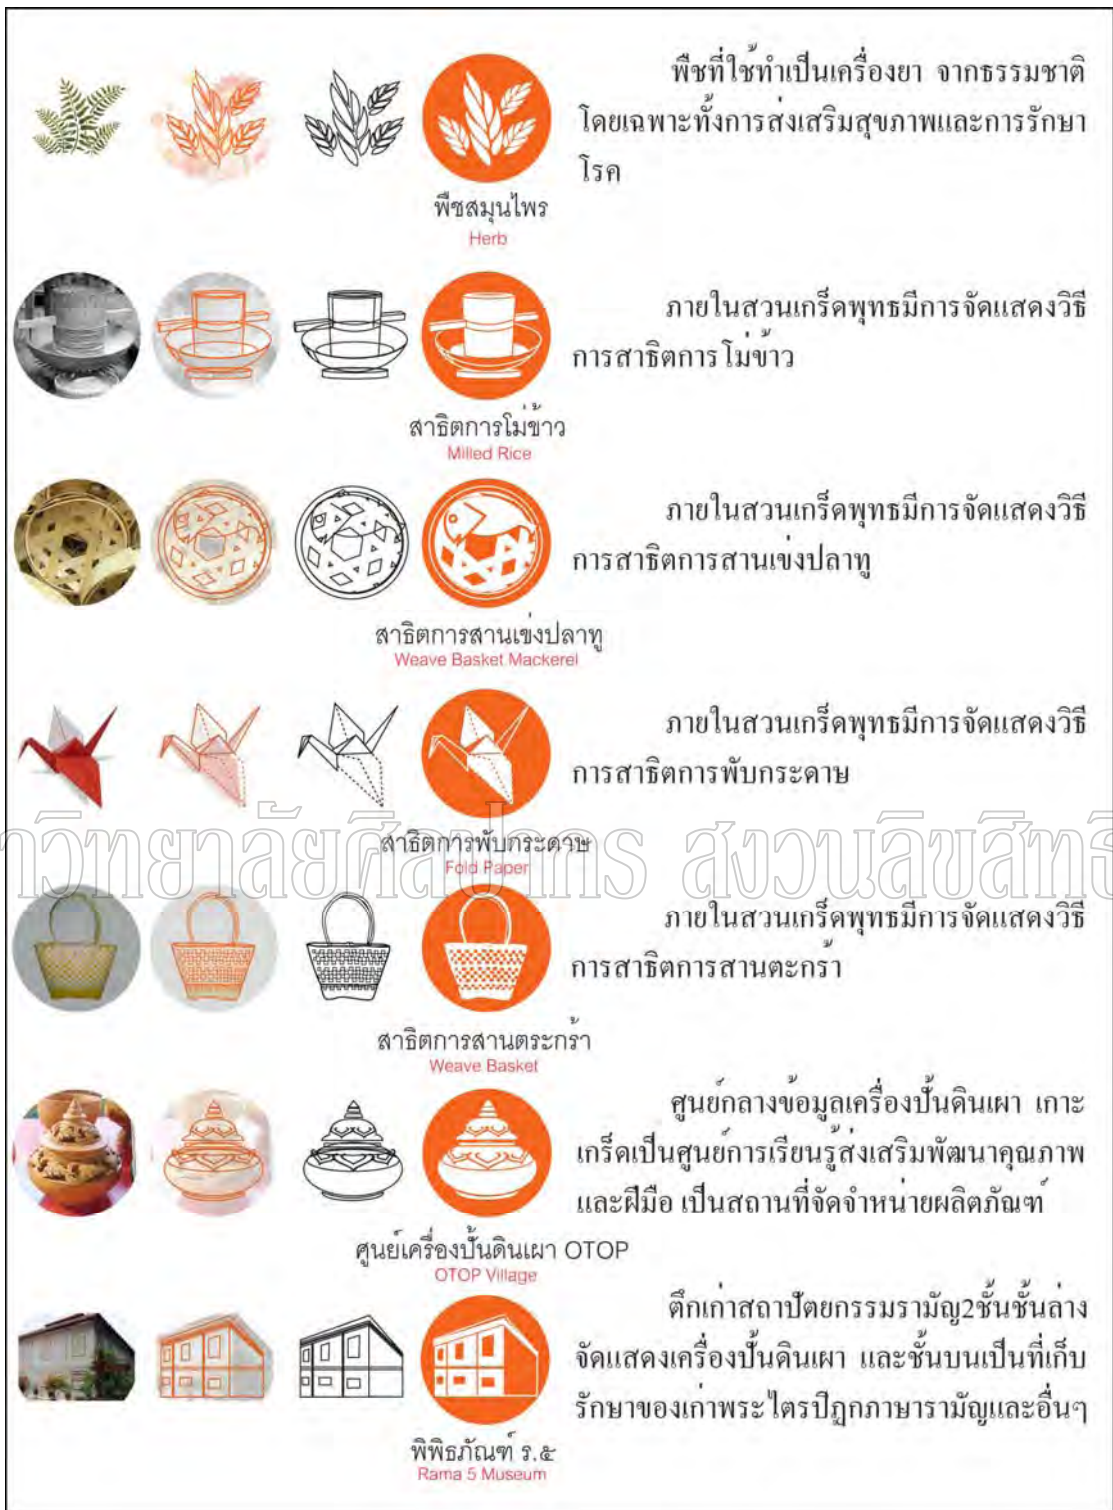 พืชที่ใช้ทำเป็นเครื่องยา จากธรรมชาติ
โดยเฉพาะทั้งการส่งเสริมสุขภาพและการรักษา
โรค
พืชสมุนไพร
Herb
ภายในสวนเกร็ดพุทธมีการจัดแสดงวิธี
การสาธิตการโม่ข้าว
สาธิตการโม่ข้าว
Milled Rice
ภายในสวนเกร็ดพุทธมีการจัดแสดงวิธี
การสาธิตการสานเข่งปลาทู
สาธิตการสานเข่งปลาทู
Weave Basket Mackerel
ภายในสวนเกร็ดพุทธมีการจัดแสดงวิธี
การสาธิตการพับกระดาษ
สาธิตการพับกระดาษ
Fold Paper
าวิทยาลัยศิลปากร สงวนลิขสิทธิ
ภายในสวนเกร็ดพุทธมีการจัดแสดงวิธี
การสาธิตการสานตะกร้า
สาธิตการสานตระกร้า
Weave Basket
ศูนย์กลางข้อมูลเครื่องปั้นดินเผา เกาะ
เกร็ดเป็นศูนย์การเรียนรู้ส่งเสริมพัฒนาคุณภาพ
และฝีมือ เป็นสถานที่จัดจำหน่ายผลิตภัณฑ์
ศูนย์เครื่องปั้นดินเผา OTOP
OTOP Village
ตึกเก่าสถาปัตยกรรมรามัญ2ชั้นชั้นล่าง
จัดแสดงเครื่องปั้นดินเผา และชั้นบนเป็นที่เก็บ
รักษาของเก่าพระไตรปิฎกภาษารามัญและอื่นๆ
พิพิธภัณฑ์ ร.๕
Rama 5 Museum